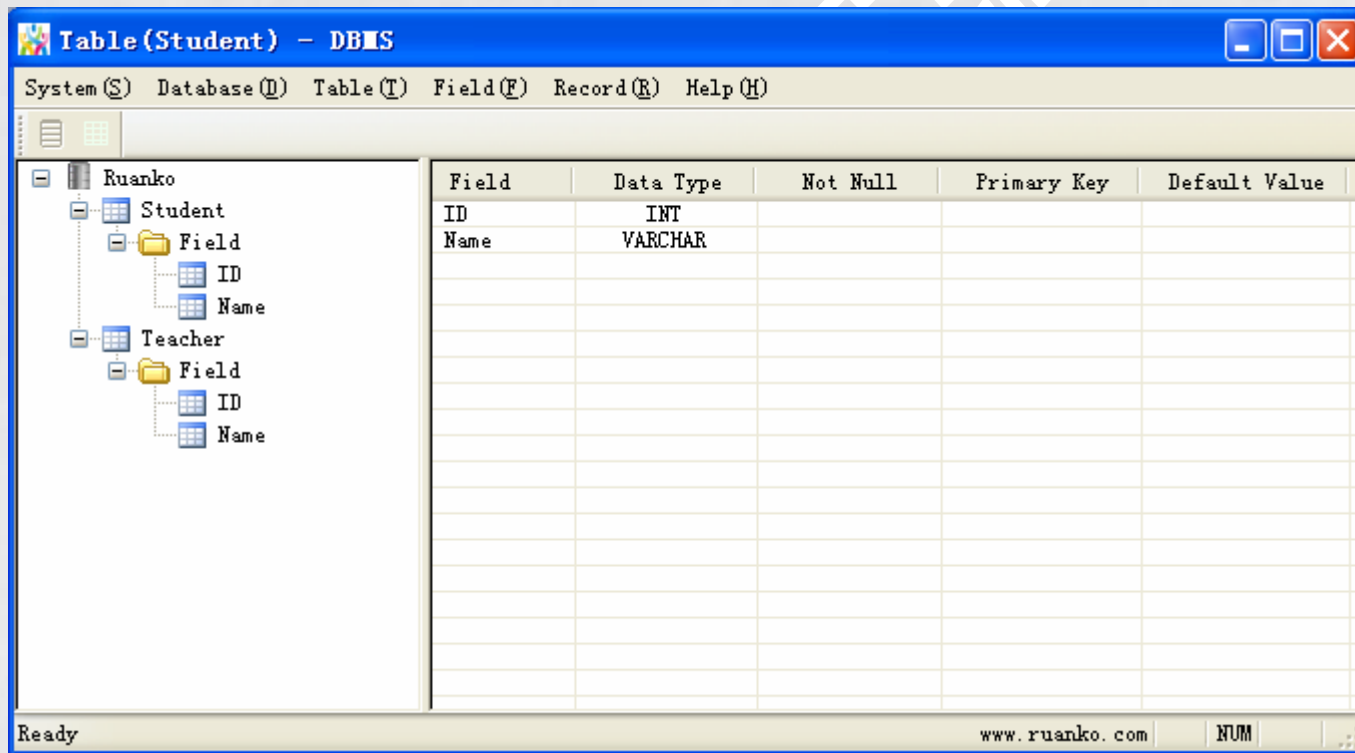 Table(Student) - DBMS
System(S) Database(D) Table(T) Field(F) Record(R) Help(H)
Ruanko
Student
Field
ID
Name
Teacher
Field
ID
Name
Field Data Type Not Null Primary Key Default Value
ID INT
Name VARCHAR
Ready www.ruanko.com NUM